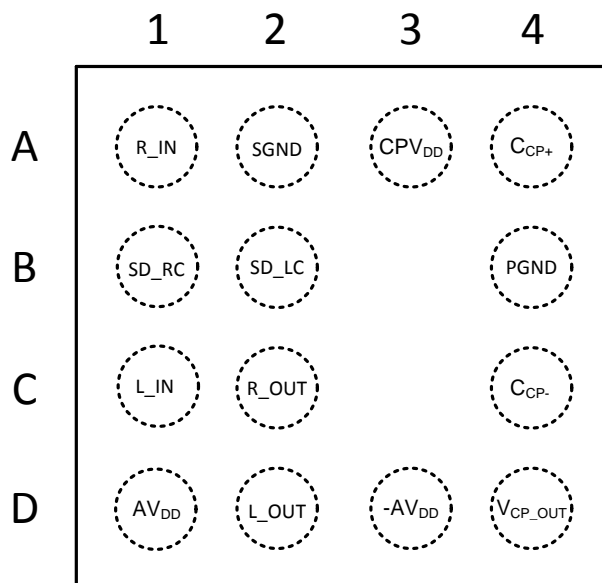 1 2 3 4
A R_IN SGND CPVDD CCP+
B SD_RC SD_LC PGND
C L_IN R_OUT CCP-
D AVDD L_OUT -AVDD VCP_OUT